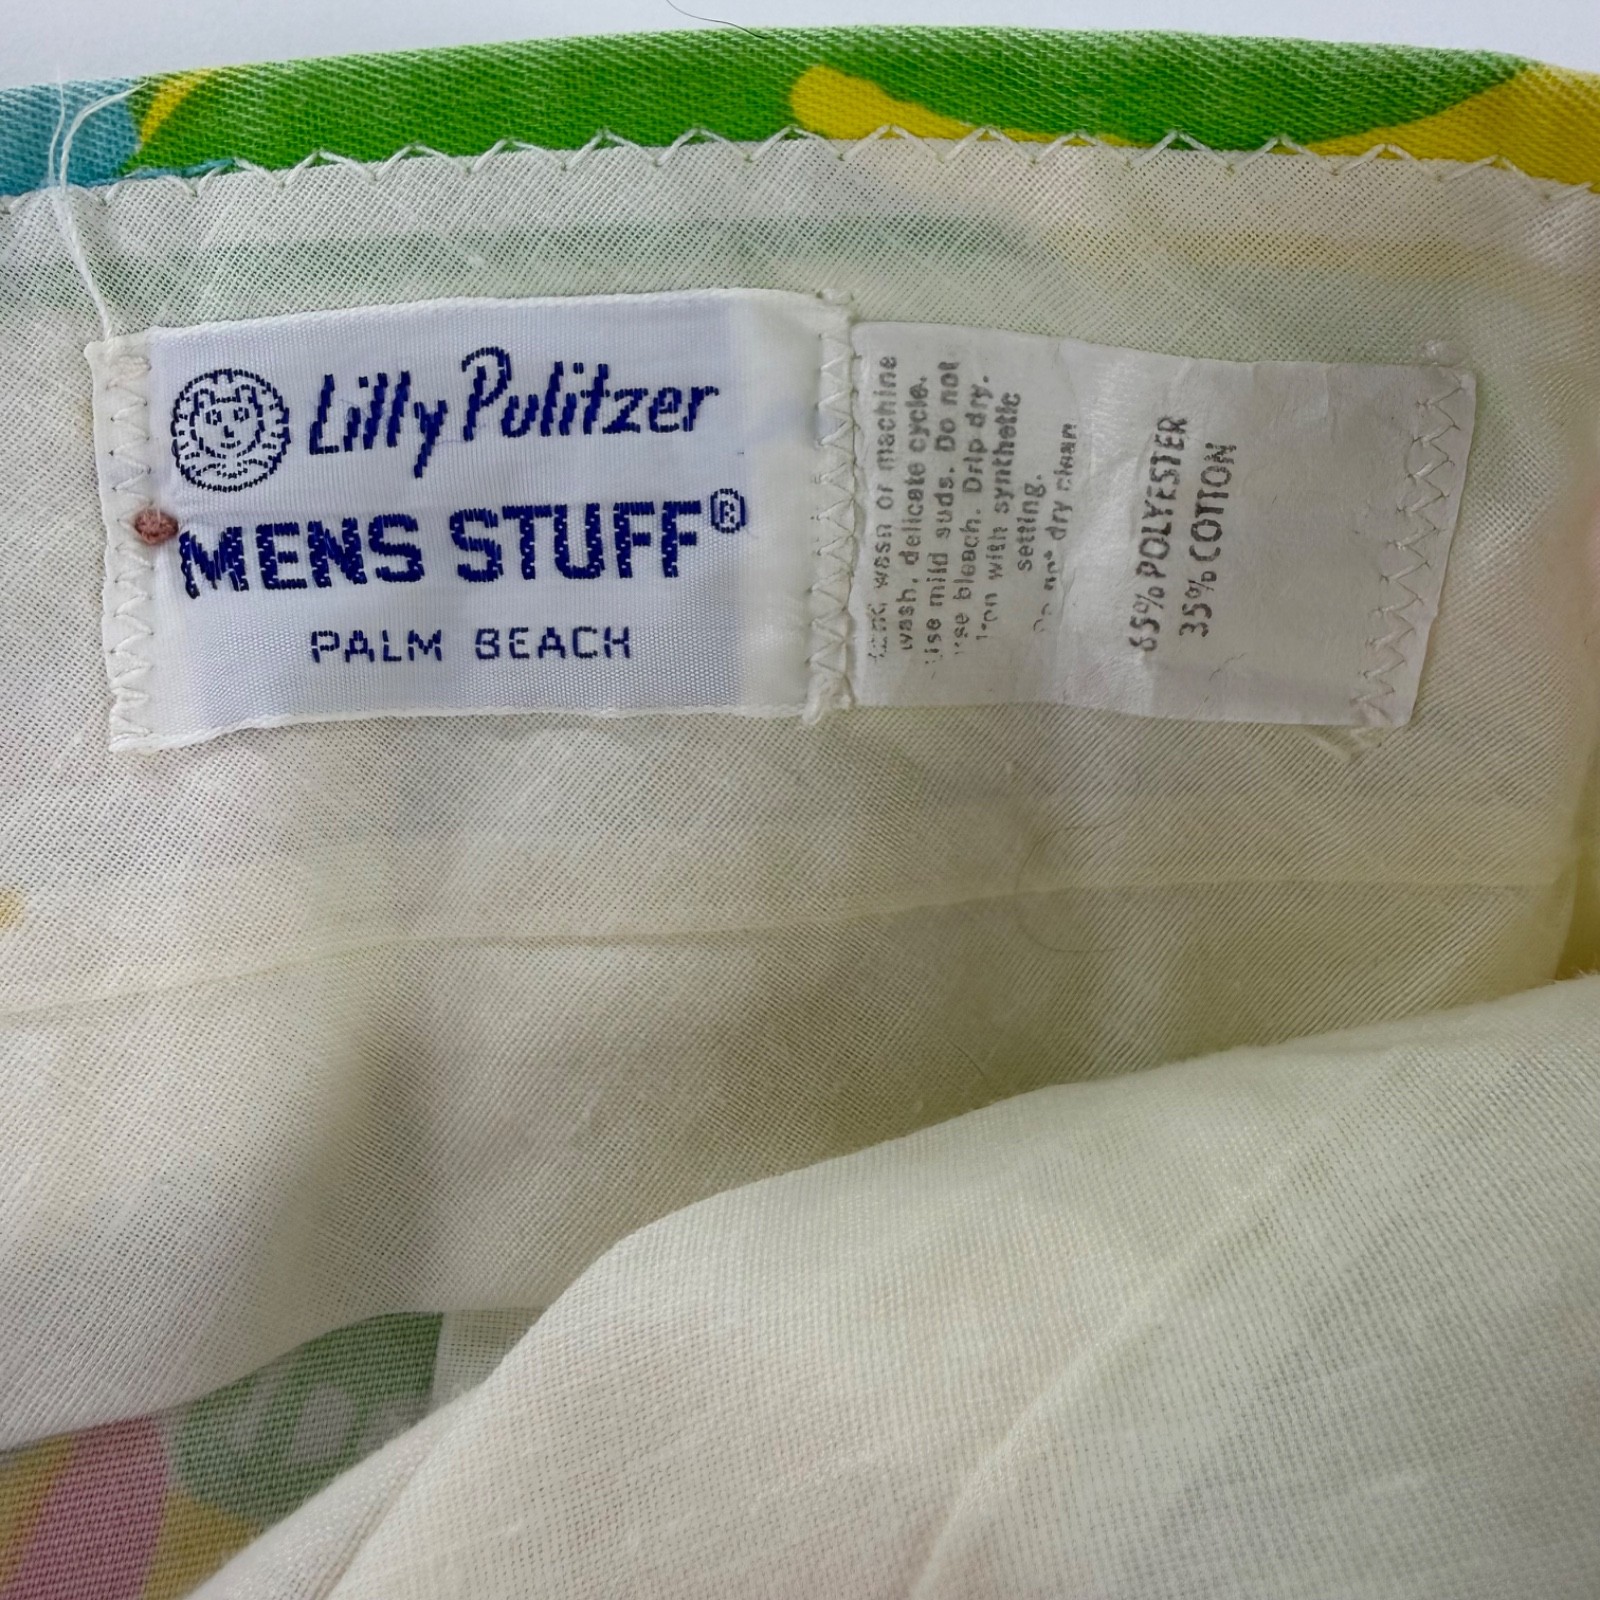 Lilly Pulitzer
MENS STUFF®
PALM BEACH
wash or machine
wash, delicate cycle.
Use mild suds. Do not
use bleach. Drip dry.
Iron with synthetic
setting.
dry clean
65% POLYESTER
35% COTTON